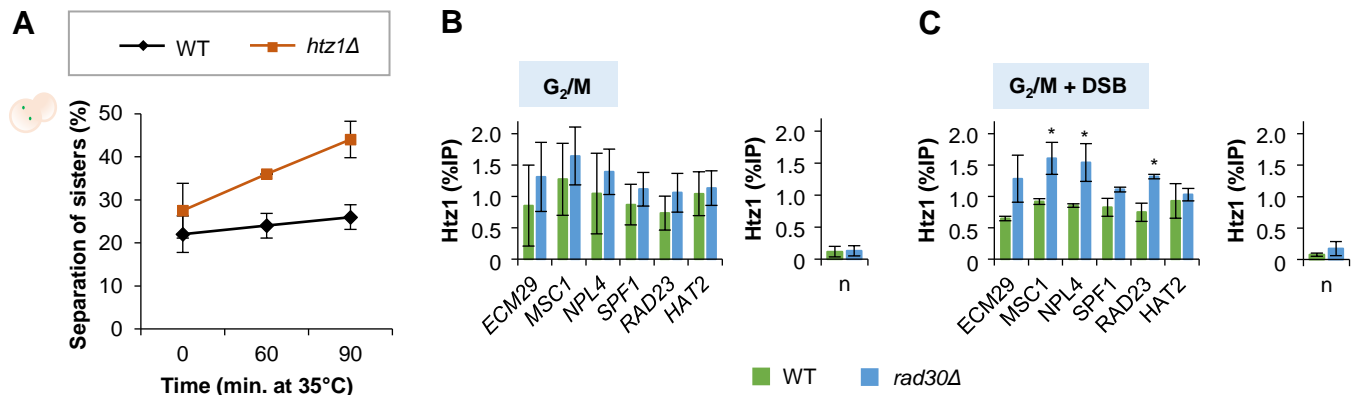 A
WT
htz1Δ
Separation of sisters (%)
50
40
30
20
10
0
0 60 90
Time (min. at 35°C)
B
G₂/M
Htz1 (%IP)
2.0
1.5
1.0
0.5
0
ECM29
MSC1
NPL4
SPF1
RAD23
HAT2
Htz1 (%IP)
2.0
1.5
1.0
0.5
0
n
C
G₂/M + DSB
Htz1 (%IP)
2.0
1.5
1.0
0.5
0
* * *
ECM29
MSC1
NPL4
SPF1
RAD23
HAT2
Htz1 (%IP)
2.0
1.5
1.0
0.5
0
n
WT rad30Δ